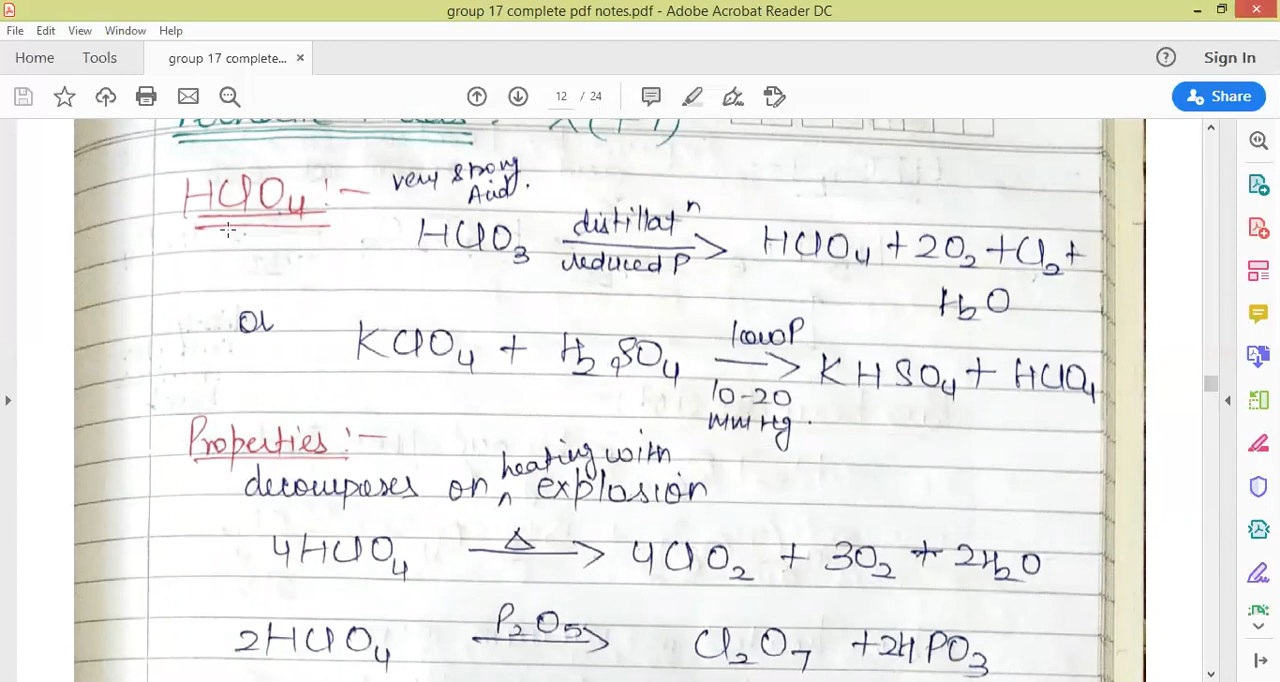 group 17 complete pdf notes.pdf - Adobe Acrobat Reader DC
File Edit View Window Help
Home Tools group 17 complete... × Sign In
12 / 24 Share
X(+7)
HClO4 :- very strong Acid.
HClO3 distillatn reduced P → HClO4 + 2O2 + Cl2 +
H2O
Or KClO4 + H2SO4 low P → KHSO4 + HClO4
10-20
mm Hg.
Properties :-
decomposes on heating with explosion
4HClO4 Δ → 4ClO2 + 3O2 + 2H2O
2HClO4 P2O5 → Cl2O7 + 2HPO3